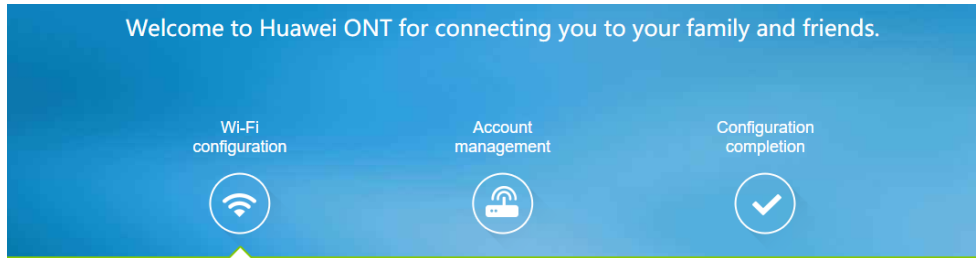 Welcome to Huawei ONT for connecting you to your family and friends.
Wi-Fi
configuration
Account
management
Configuration
completion